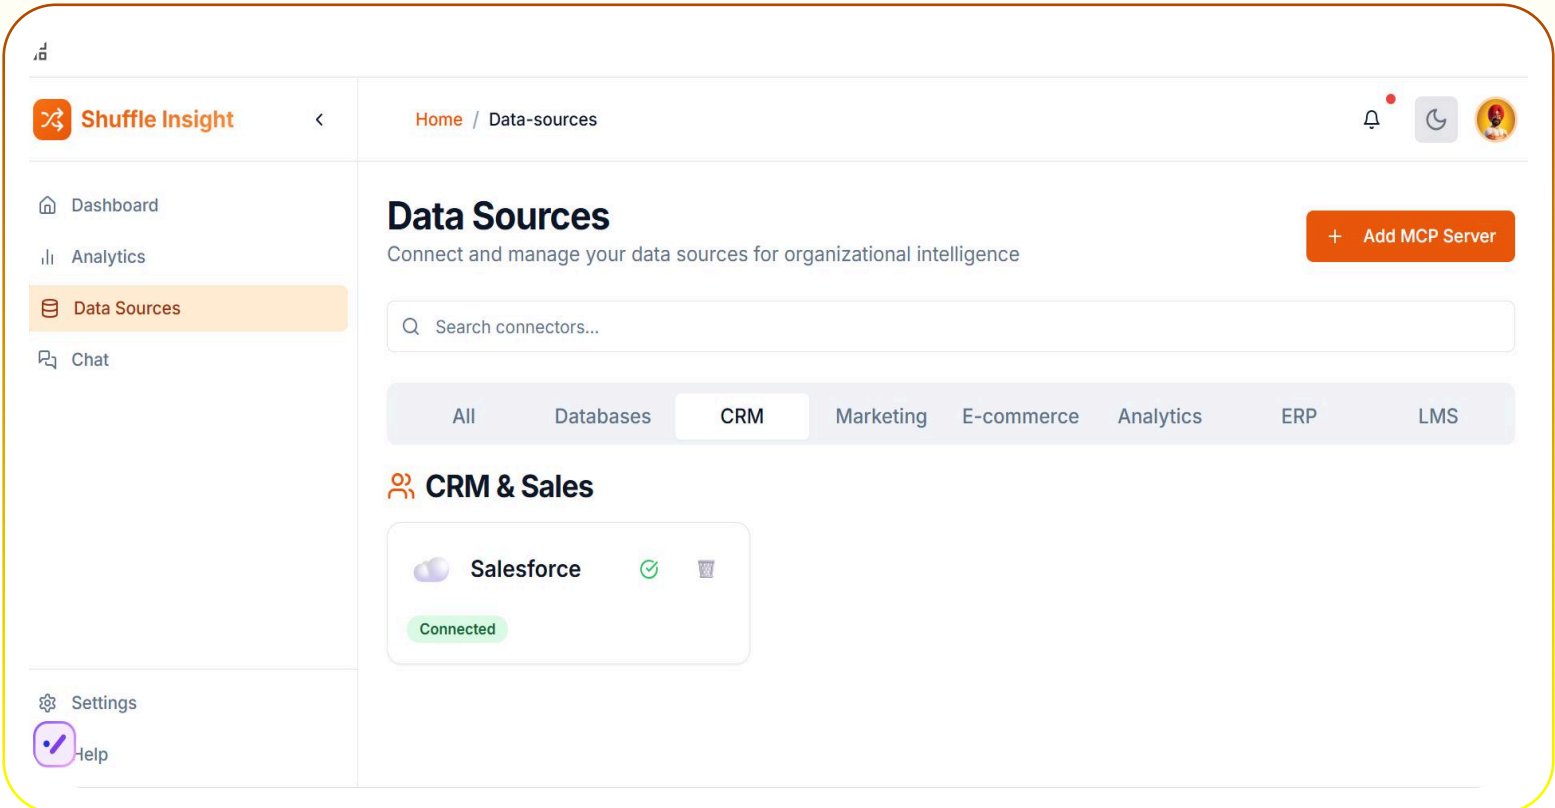 Shuffle Insight
Home / Data-sources
Dashboard
Analytics
Data Sources
Chat
Settings
Help
Data Sources
Connect and manage your data sources for organizational intelligence
+ Add MCP Server
Search connectors...
All Databases CRM Marketing E-commerce Analytics ERP LMS
CRM & Sales
Salesforce
Connected